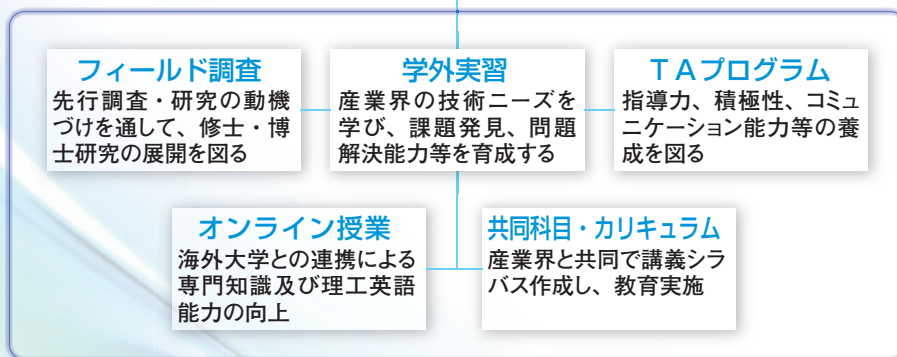 フィールド調査
先行調査・研究の動機
づけを通して、修士・博
士研究の展開を図る
学外実習
産業界の技術ニーズを
学び、課題発見、問題
解決能力等を育成する
ＴＡプログラム
指導力、積極性、コミュ
ニケーション能力等の養
成を図る
オンライン授業
海外大学との連携による
専門知識及び理工英語
能力の向上
共同科目・カリキュラム
産業界と共同で講義シラ
バス作成し、教育実施